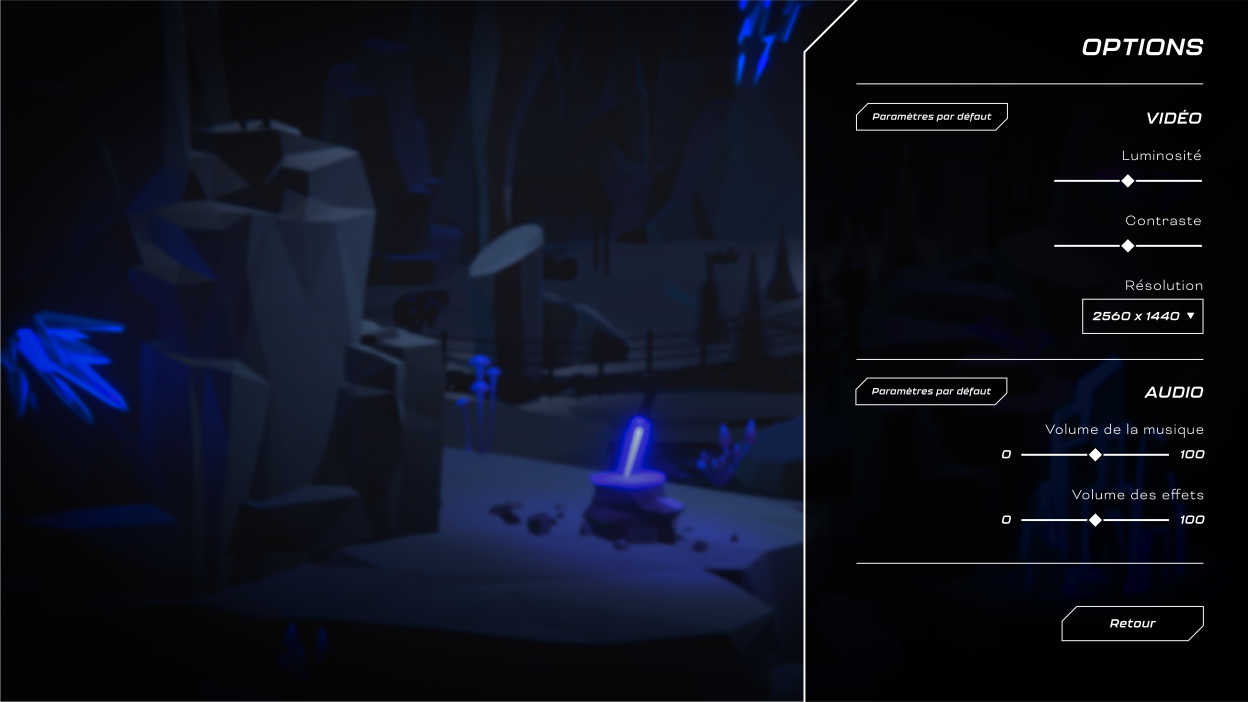 OPTIONS
Paramètres par défaut
VIDÉO
Luminosité
Contraste
Résolution
2560 x 1440 ▼
Paramètres par défaut
AUDIO
Volume de la musique
0 100
Volume des effets
0 100
Retour